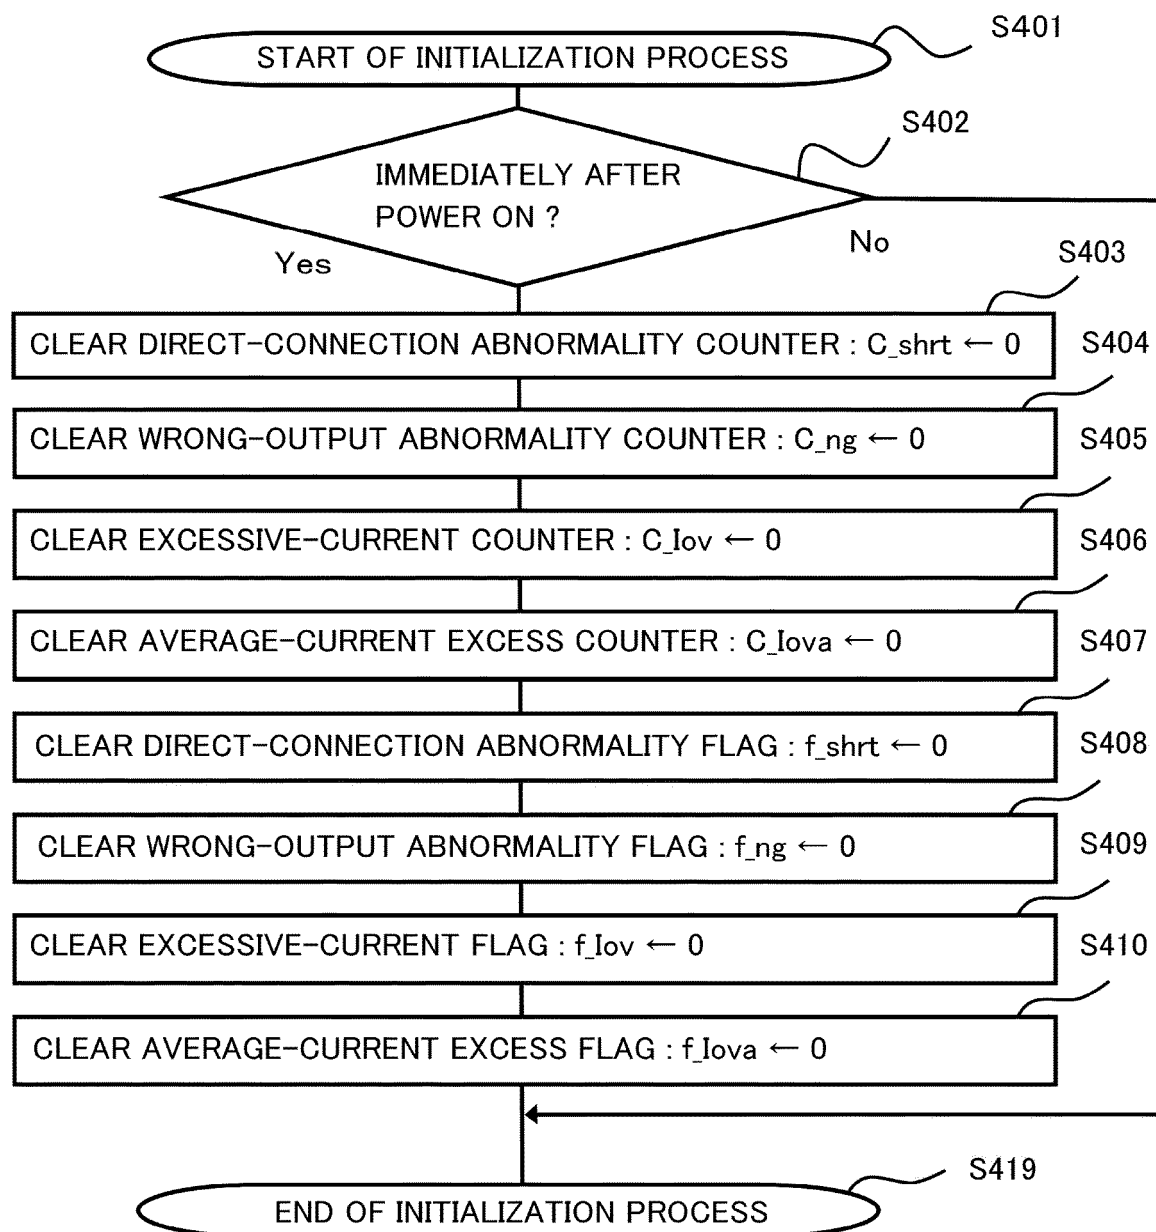 S401
START OF INITIALIZATION PROCESS
S402
IMMEDIATELY AFTER
POWER ON ?
Yes
No
S403
CLEAR DIRECT-CONNECTION ABNORMALITY COUNTER : C_shrt ← 0
S404
CLEAR WRONG-OUTPUT ABNORMALITY COUNTER : C_ng ← 0
S405
CLEAR EXCESSIVE-CURRENT COUNTER : C_Iov ← 0
S406
CLEAR AVERAGE-CURRENT EXCESS COUNTER : C_Iova ← 0
S407
CLEAR DIRECT-CONNECTION ABNORMALITY FLAG : f_shrt ← 0
S408
CLEAR WRONG-OUTPUT ABNORMALITY FLAG : f_ng ← 0
S409
CLEAR EXCESSIVE-CURRENT FLAG : f_Iov ← 0
S410
CLEAR AVERAGE-CURRENT EXCESS FLAG : f_Iova ← 0
S419
END OF INITIALIZATION PROCESS